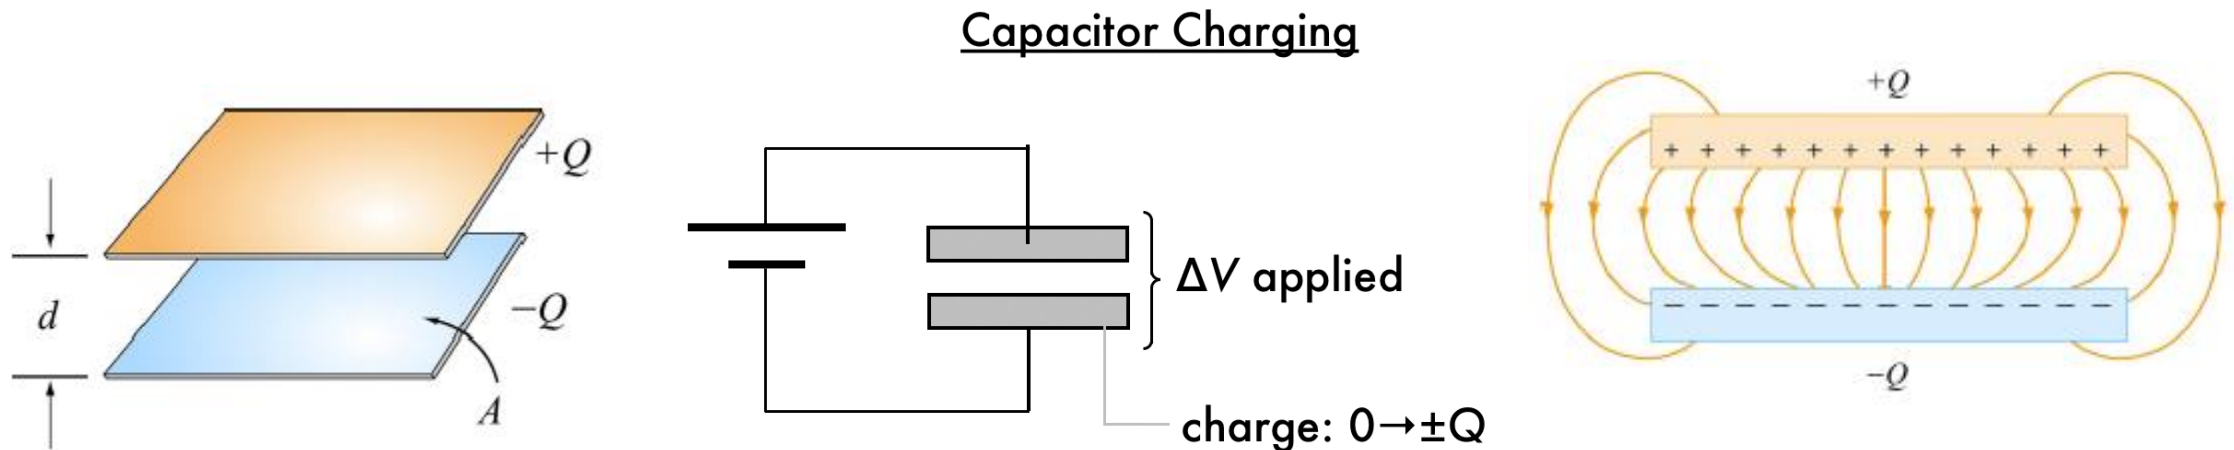 Capacitor Charging
+Q
d
−Q
A
ΔV applied
charge: 0→±Q
+Q
+ + + + + + + + + + + + +
− − − − − − − − − − − − −
−Q